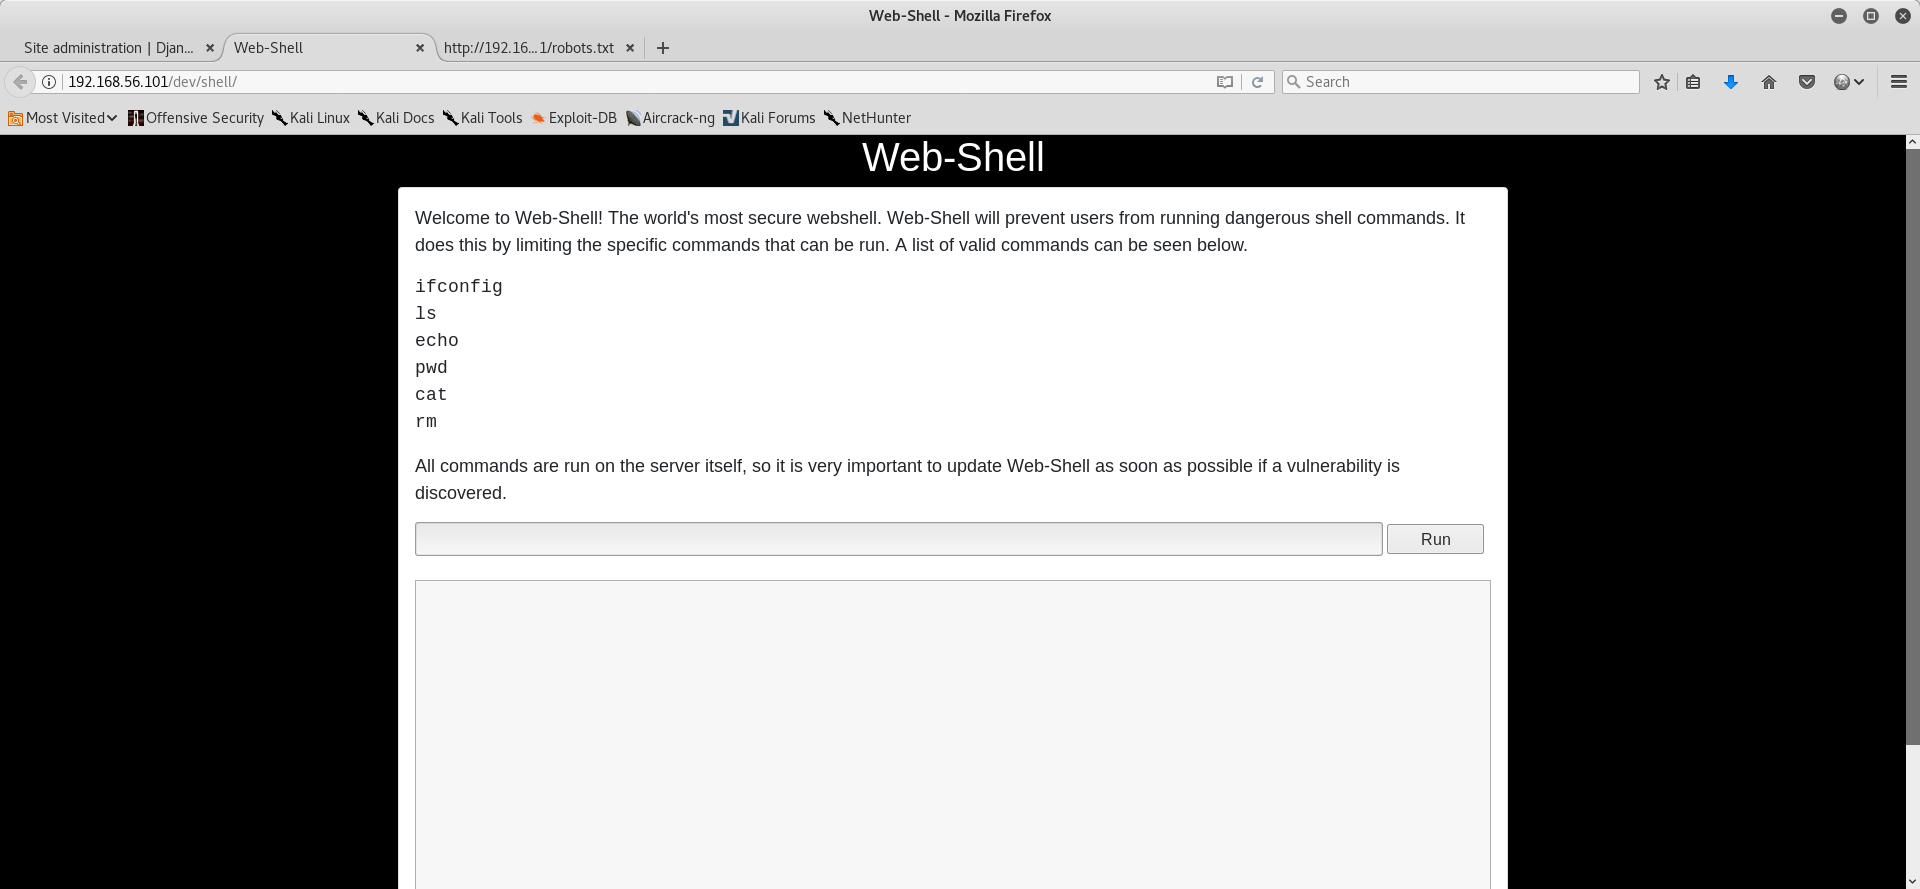 Web-Shell - Mozilla Firefox
Site administration | Djan...
Web-Shell
http://192.16...1/robots.txt
192.168.56.101/dev/shell/
Search
Most Visited
Offensive Security
Kali Linux
Kali Docs
Kali Tools
Exploit-DB
Aircrack-ng
Kali Forums
NetHunter
Web-Shell
Welcome to Web-Shell! The world's most secure webshell. Web-Shell will prevent users from running dangerous shell commands. It
does this by limiting the specific commands that can be run. A list of valid commands can be seen below.
ifconfig
ls
echo
pwd
cat
rm
All commands are run on the server itself, so it is very important to update Web-Shell as soon as possible if a vulnerability is
discovered.
Run